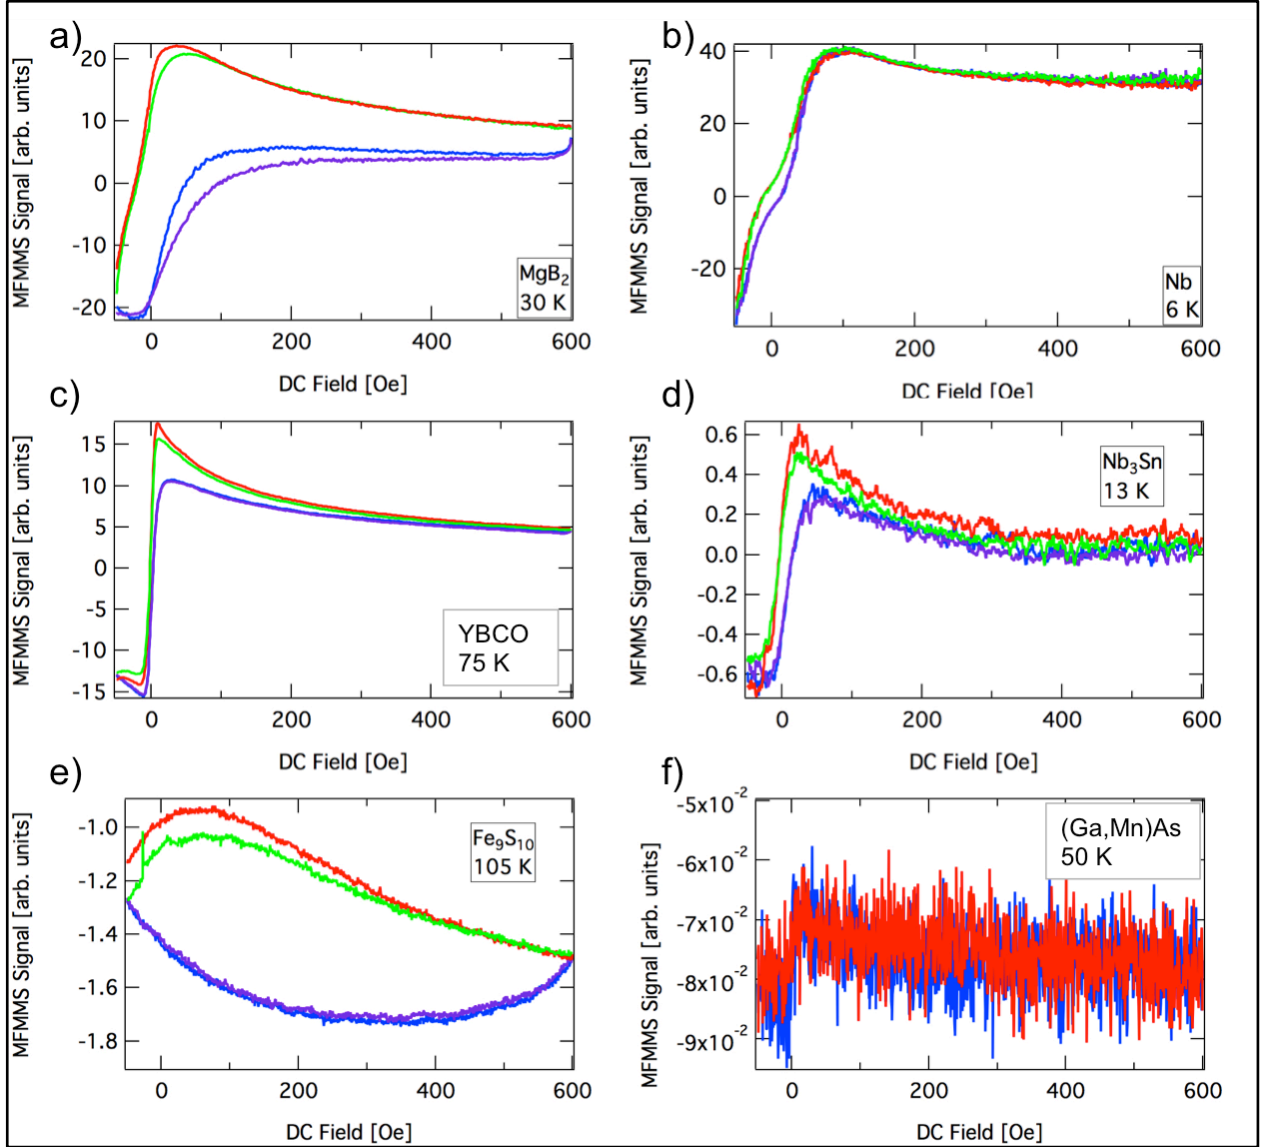 a)
MFMMS Signal [arb. units]
20
10
0
-10
-20
MgB₂
30 K
0
200
400
600
DC Field [Oe]
b)
MFMMS Signal [arb. units]
40
20
0
-20
Nb
6 K
0
200
400
600
DC Field [Oe]
c)
MFMMS Signal [arb. units]
15
10
5
0
-5
-10
-15
YBCO
75 K
0
200
400
600
DC Field [Oe]
d)
MFMMS Signal [arb. units]
0.6
0.4
0.2
0.0
-0.2
-0.4
-0.6
Nb₃Sn
13 K
0
200
400
600
DC Field [Oe]
e)
MFMMS Signal [arb. units]
-1.0
-1.2
-1.4
-1.6
-1.8
Fe₉S₁₀
105 K
0
200
400
600
DC Field [Oe]
f)
MFMMS Signal [arb. units]
-5x10⁻²
-6x10⁻²
-7x10⁻²
-8x10⁻²
-9x10⁻²
(Ga,Mn)As
50 K
0
200
400
600
DC Field [Oe]